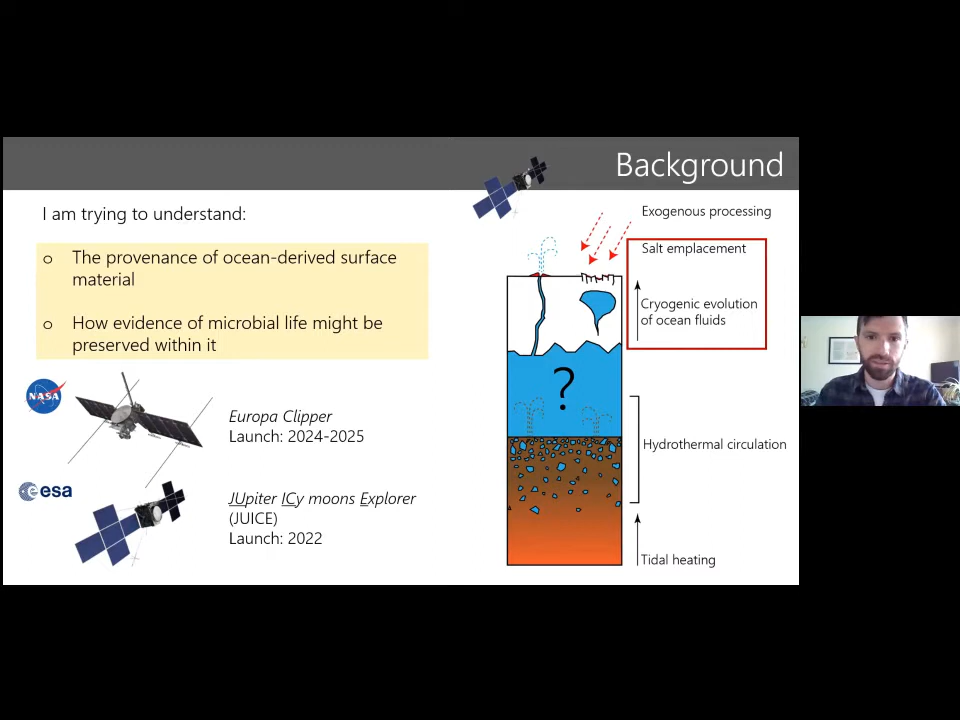 Background
I am trying to understand:
o The provenance of ocean-derived surface
material
o How evidence of microbial life might be
preserved within it
NASA
Europa Clipper
Launch: 2024-2025
esa
JUpiter ICy moons Explorer
(JUICE)
Launch: 2022
Exogenous processing
Salt emplacement
Cryogenic evolution
of ocean fluids
?
Hydrothermal circulation
Tidal heating